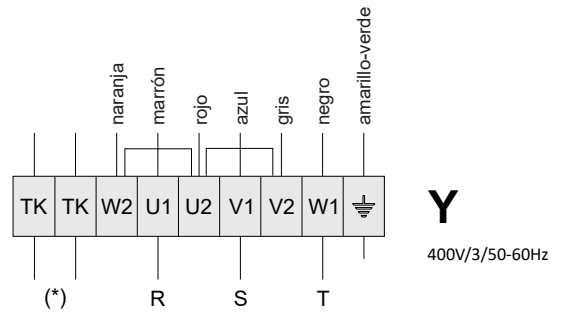 naranja marrón rojo azul gris negro amarillo-verde
TK TK W2 U1 U2 V1 V2 W1
Y
400V/3/50-60Hz
(*) R S T